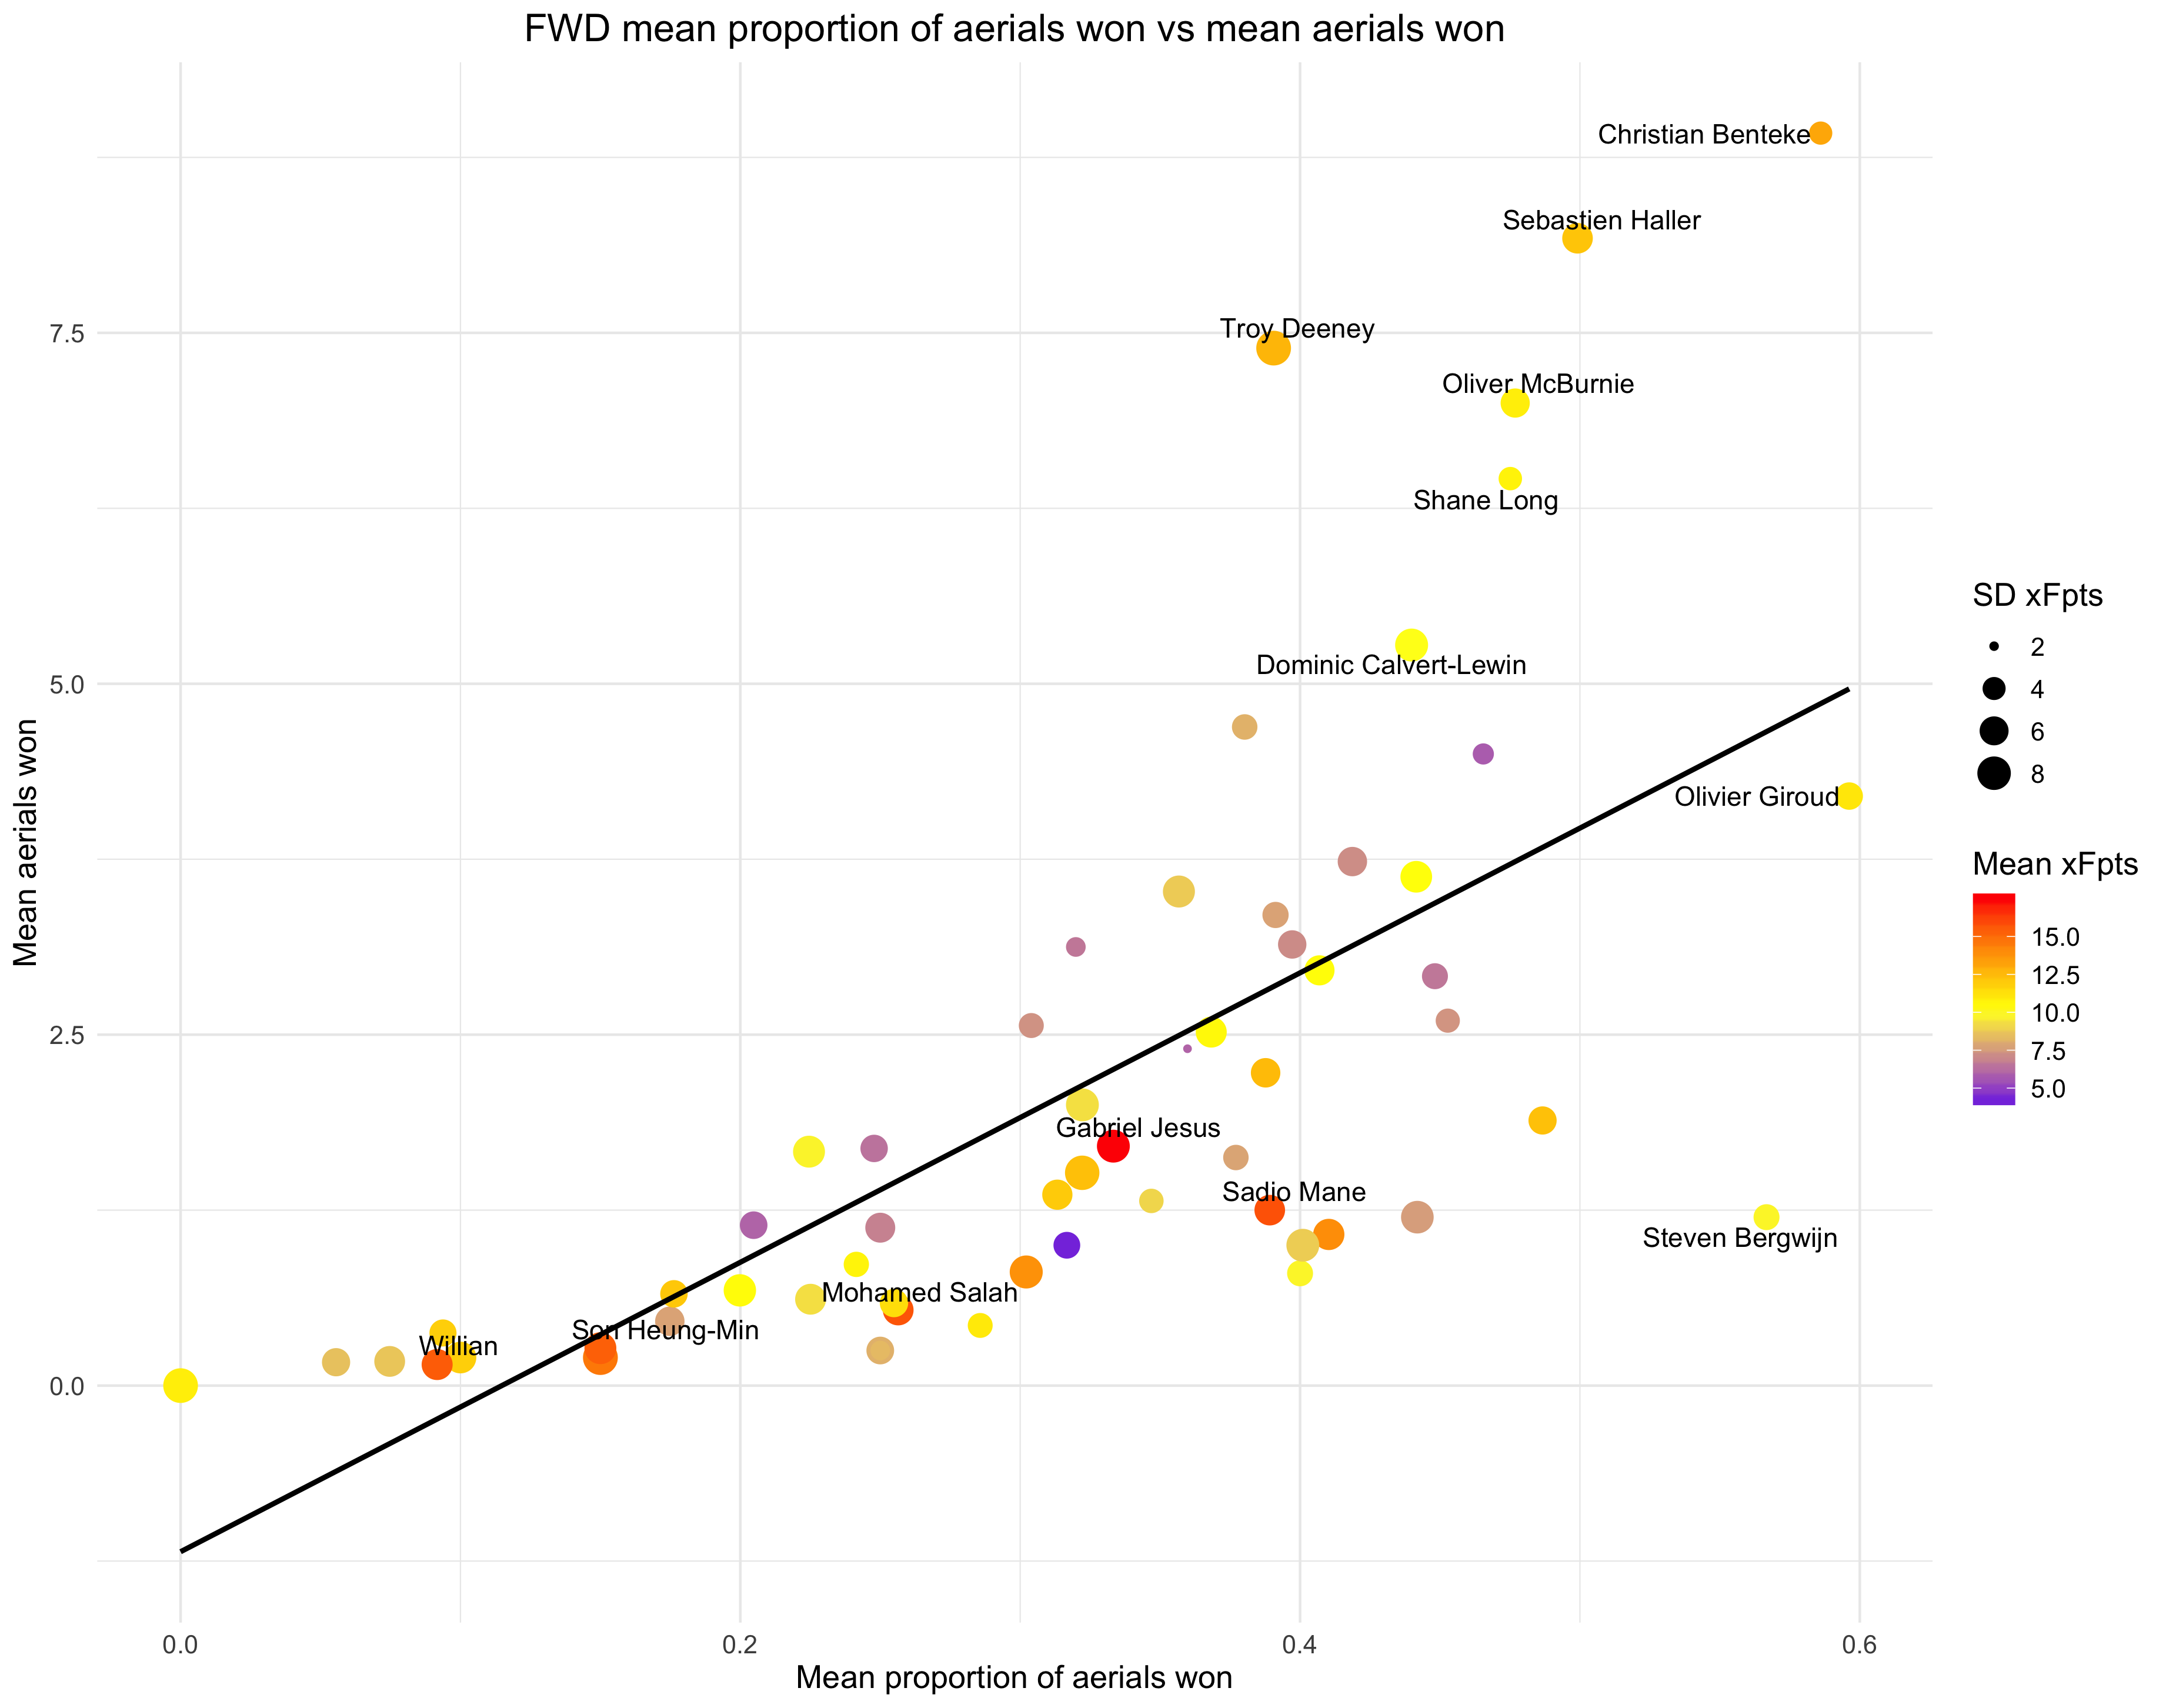 FWD mean proportion of aerials won vs mean aerials won
Christian Benteke
Sebastien Haller
Troy Deeney
7.5
Oliver McBurnie
Shane Long
SD xFpts
2
Dominic Calvert-Lewin
5.0
4
6
8
Olivier Giroud
Mean aerials won
Mean xFpts
15.0
12.5
10.0
7.5
5.0
2.5
Gabriel Jesus
Sadio Mane
Steven Bergwijn
Mohamed Salah
Son Heung-Min
Willian
0.0
0.0
0.2
0.4
0.6
Mean proportion of aerials won